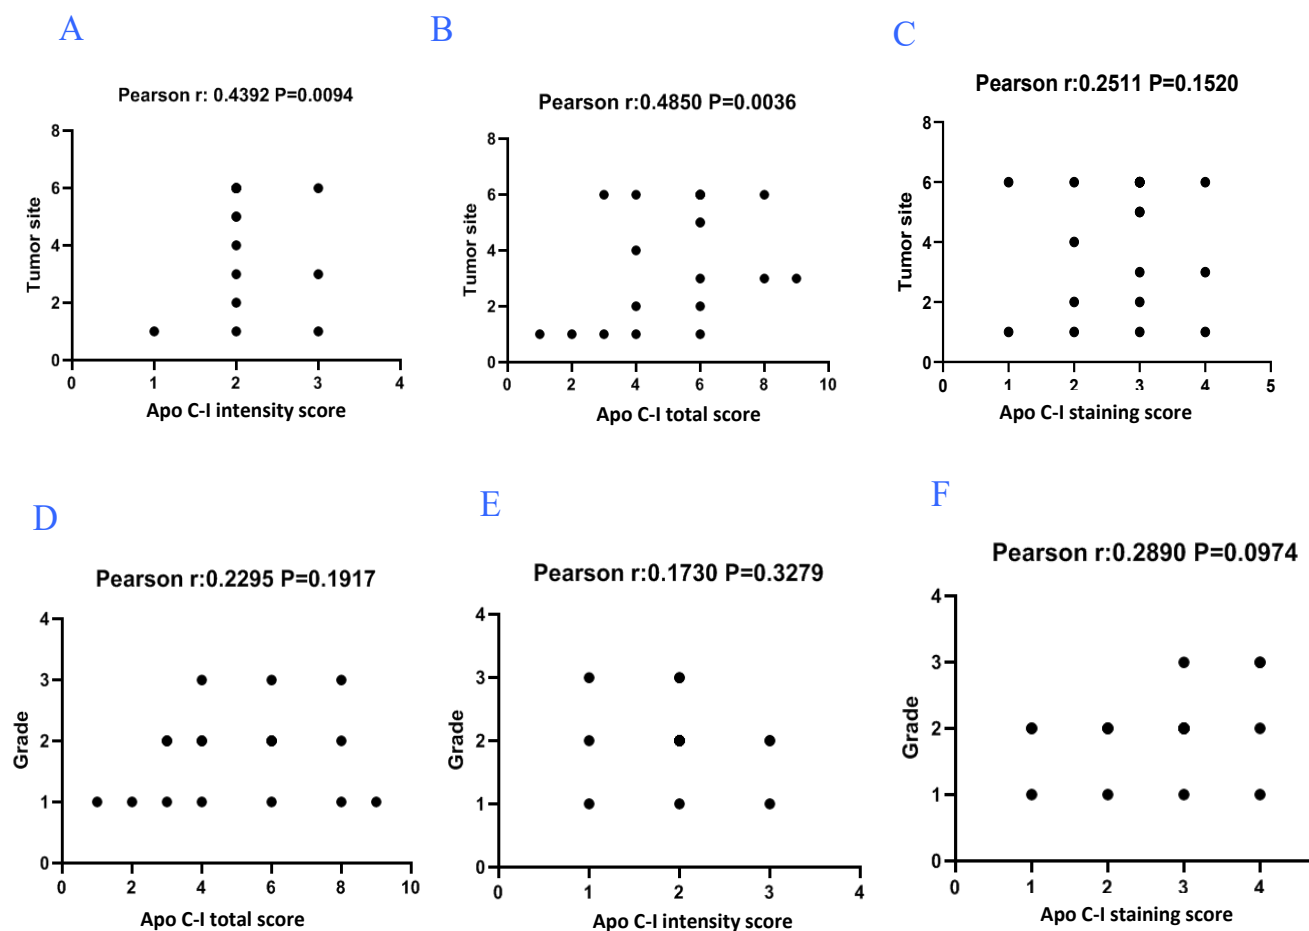 A
Pearson r: 0.4392 P=0.0094
Tumor site
8
6
4
2
0
0 1 2 3 4
Apo C-I intensity score
B
Pearson r:0.4850 P=0.0036
Tumor site
8
6
4
2
0
0 2 4 6 8 10
Apo C-I total score
C
Pearson r:0.2511 P=0.1520
Tumor site
8
6
4
2
0
0 1 2 3 4 5
Apo C-I staining score
D
Pearson r:0.2295 P=0.1917
Grade
4
3
2
1
0
0 2 4 6 8 10
Apo C-I total score
E
Pearson r:0.1730 P=0.3279
Grade
4
3
2
1
0
0 1 2 3 4
Apo C-I intensity score
F
Pearson r:0.2890 P=0.0974
Grade
4
3
2
1
0
0 1 2 3 4
Apo C-I staining score